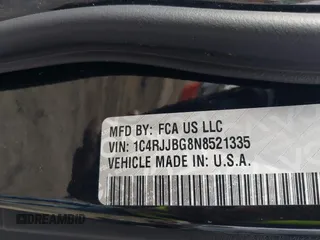 MFD BY: FCA US LLC
VIN: 1C4RJJBG8N8521335
VEHICLE MADE IN: U.S.A.
DREAMBID